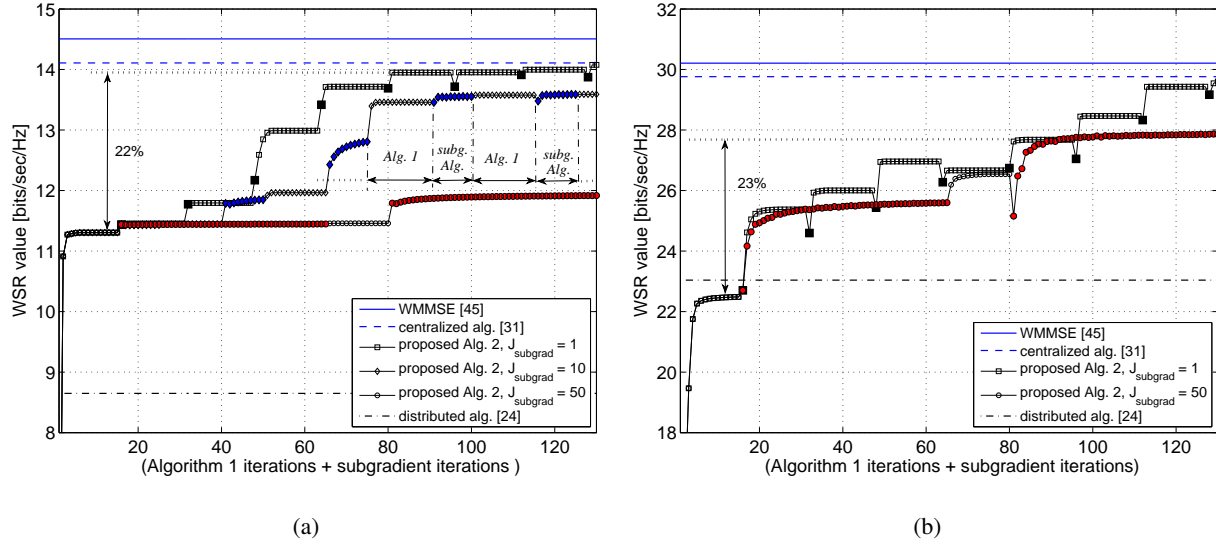 15
14
13
12
11
10
9
8
WSR value [bits/sec/Hz]
22%
Alg. 1
subg.
Alg.
Alg. 1
subg.
Alg.
WMMSE [45]
centralized alg. [31]
proposed Alg. 2, J_subgrad = 1
proposed Alg. 2, J_subgrad = 10
proposed Alg. 2, J_subgrad = 50
distributed alg. [24]
20 40 60 80 100 120
(Algorithm 1 iterations + subgradient iterations )
(a)
32
30
28
26
24
22
20
18
WSR value [bits/sec/Hz]
23%
WMMSE [45]
centralized alg. [31]
proposed Alg. 2, J_subgrad = 1
proposed Alg. 2, J_subgrad = 50
distributed alg. [24]
20 40 60 80 100 120
(Algorithm 1 iterations + subgradient iterations)
(b)